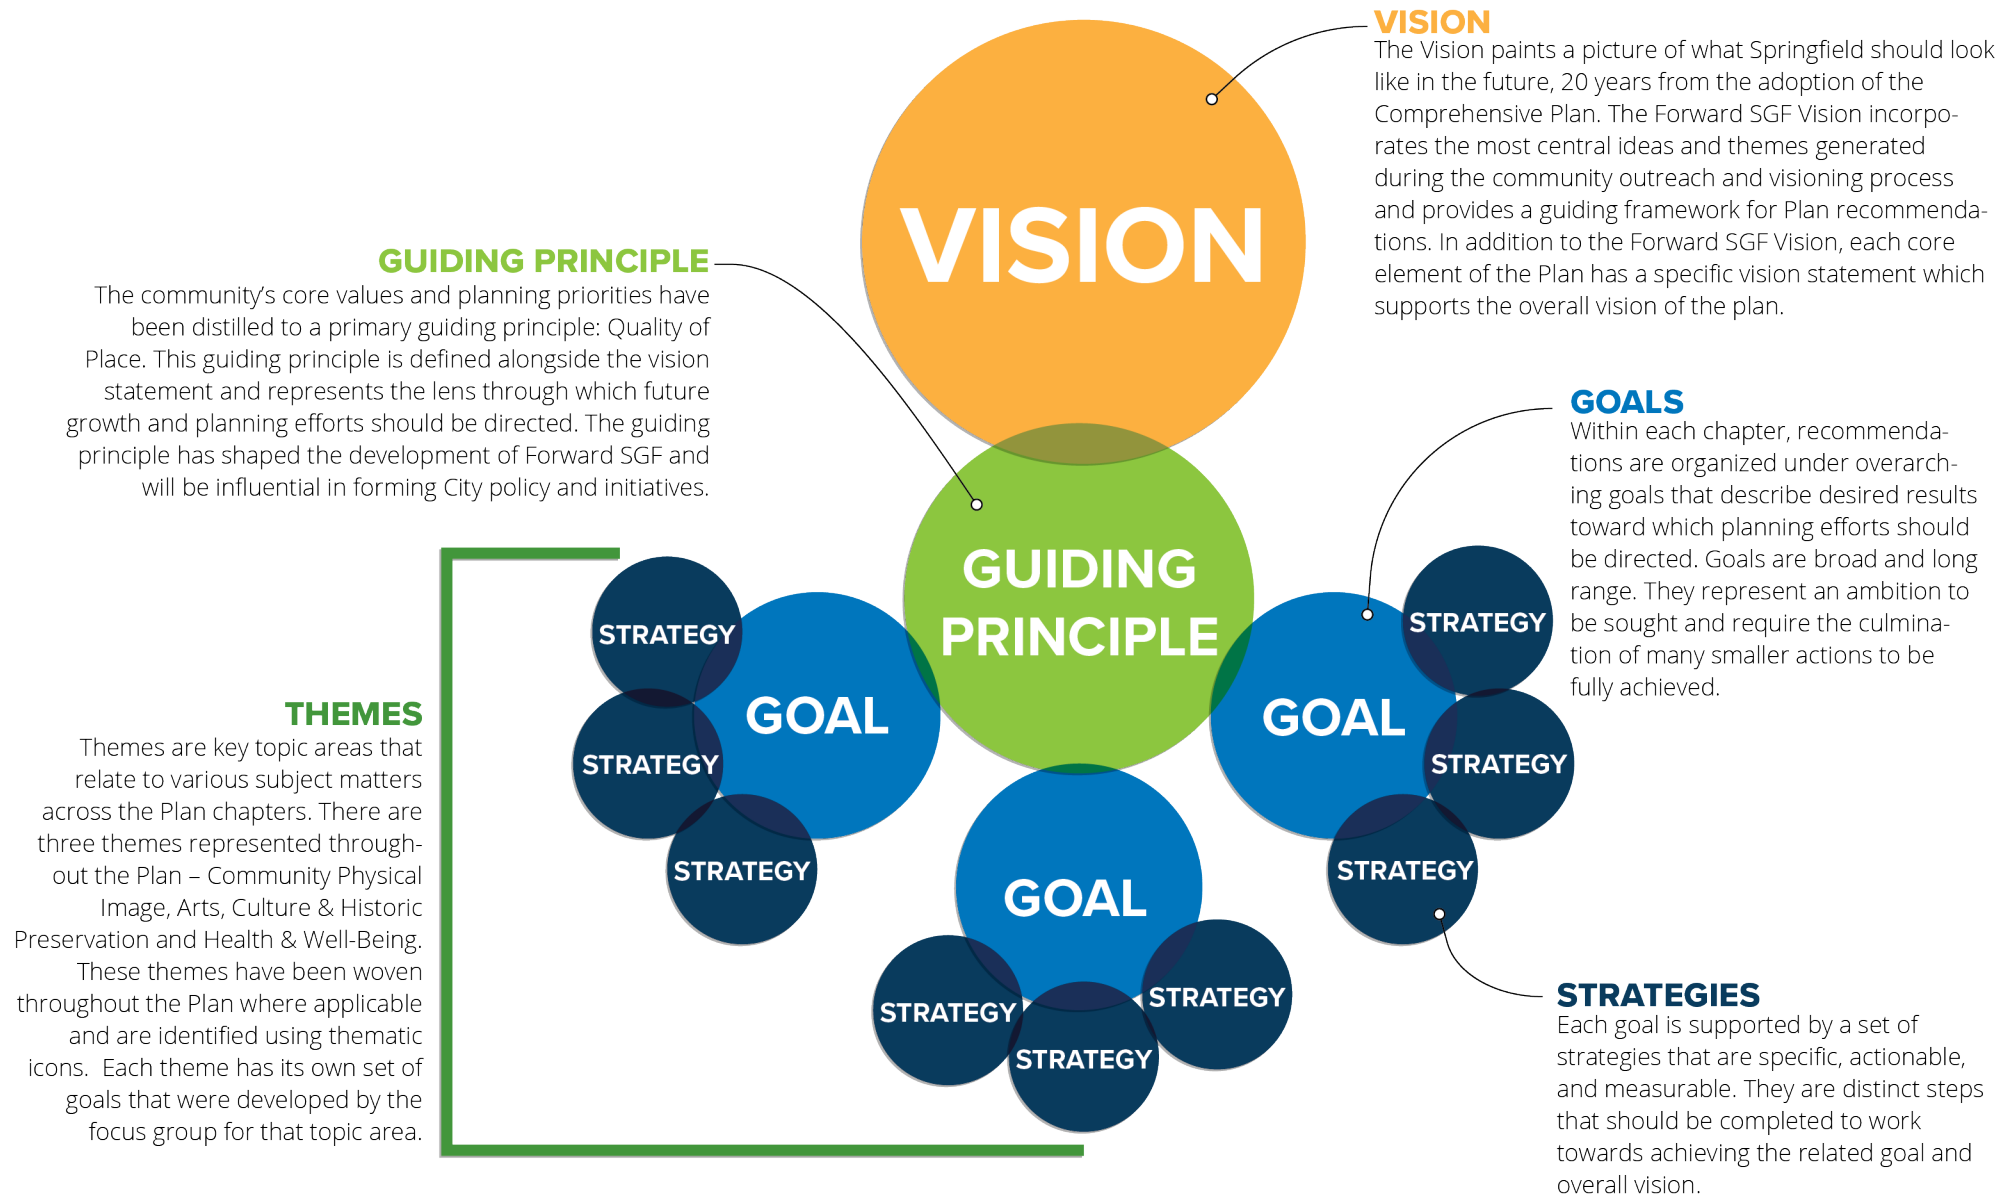 VISION
The Vision paints a picture of what Springfield should look
like in the future, 20 years from the adoption of the
Comprehensive Plan. The Forward SGF Vision incorpo-
rates the most central ideas and themes generated
during the community outreach and visioning process
and provides a guiding framework for Plan recommenda-
tions. In addition to the Forward SGF Vision, each core
element of the Plan has a specific vision statement which
supports the overall vision of the plan.
VISION
GUIDING PRINCIPLE
The community’s core values and planning priorities have
been distilled to a primary guiding principle: Quality of
Place. This guiding principle is defined alongside the vision
statement and represents the lens through which future
growth and planning efforts should be directed. The guiding
principle has shaped the development of Forward SGF and
will be influential in forming City policy and initiatives.
GOALS
Within each chapter, recommenda-
tions are organized under overarch-
ing goals that describe desired results
toward which planning efforts should
be directed. Goals are broad and long
range. They represent an ambition to
be sought and require the culmina-
tion of many smaller actions to be
fully achieved.
GUIDING
PRINCIPLE
STRATEGY
GOAL
STRATEGY
STRATEGY
STRATEGY
GOAL
STRATEGY
STRATEGY
GOAL
STRATEGY
STRATEGY
STRATEGY
THEMES
Themes are key topic areas that
relate to various subject matters
across the Plan chapters. There are
three themes represented through-
out the Plan – Community Physical
Image, Arts, Culture & Historic
Preservation and Health & Well-Being.
These themes have been woven
throughout the Plan where applicable
and are identified using thematic
icons.  Each theme has its own set of
goals that were developed by the
focus group for that topic area.
STRATEGIES
Each goal is supported by a set of
strategies that are specific, actionable,
and measurable. They are distinct steps
that should be completed to work
towards achieving the related goal and
overall vision.